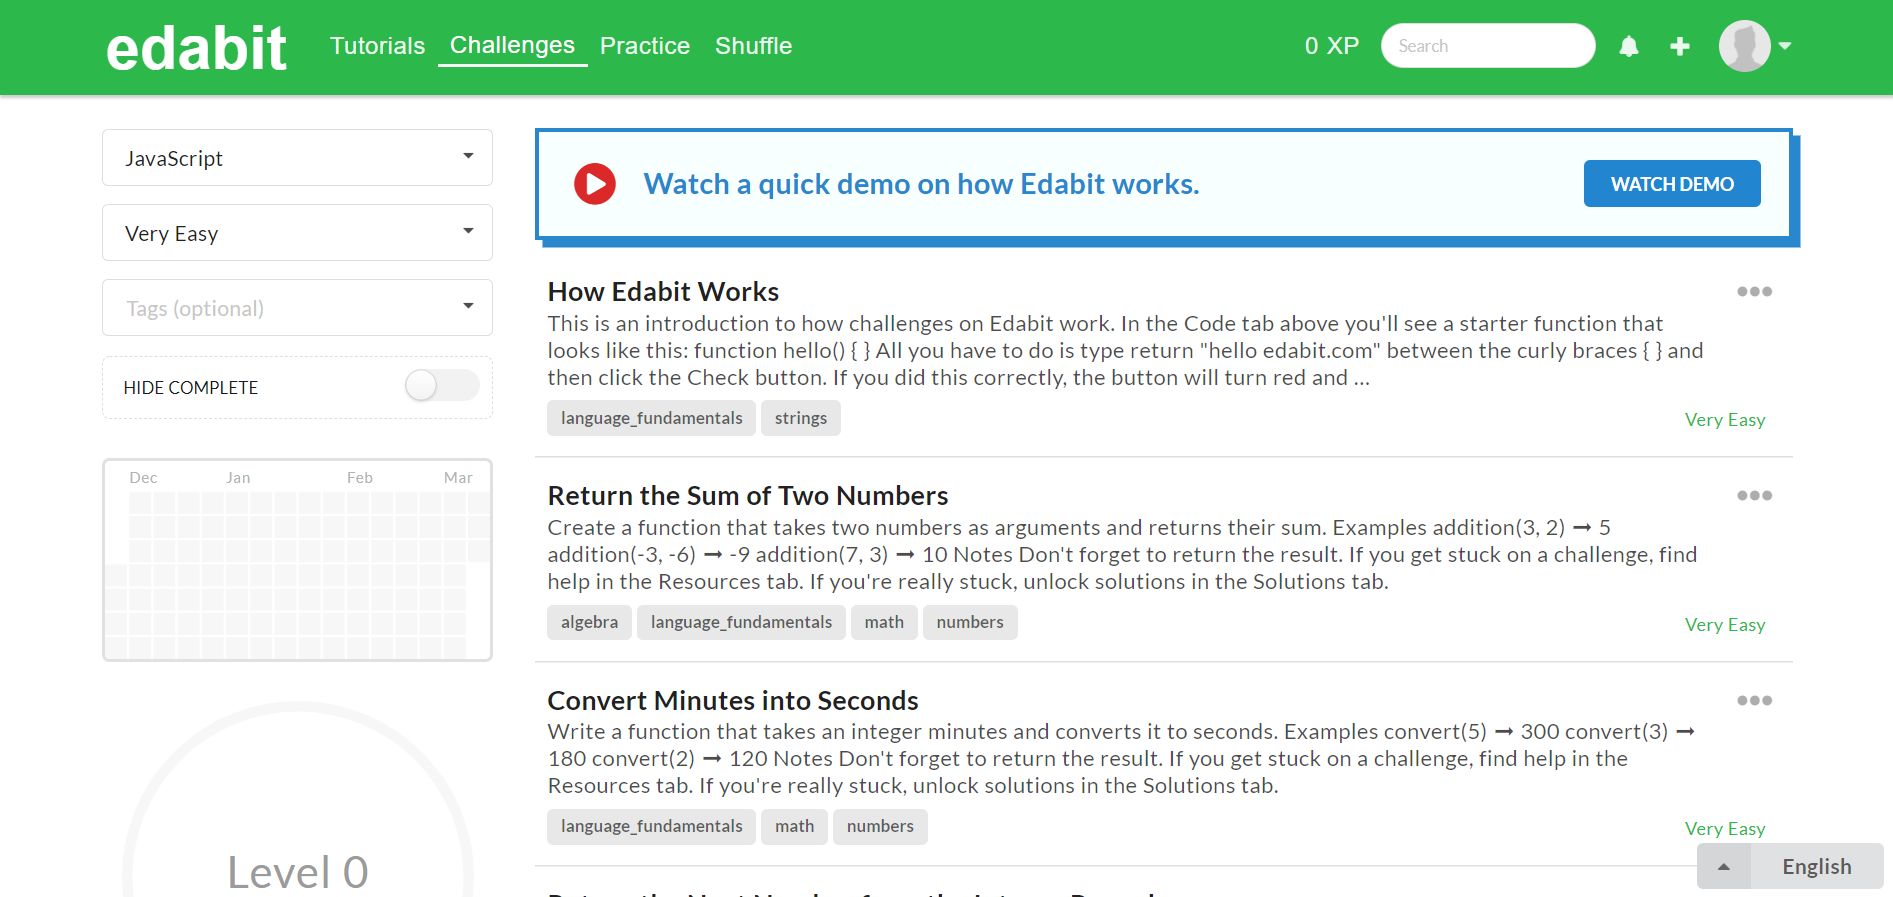 edabit
Tutorials
Challenges
Practice
Shuffle
0 XP
Search
JavaScript
Very Easy
Tags (optional)
HIDE COMPLETE
Dec Jan Feb Mar
Level 0
Watch a quick demo on how Edabit works.
WATCH DEMO
How Edabit Works
This is an introduction to how challenges on Edabit work. In the Code tab above you'll see a starter function that
looks like this: function hello() { } All you have to do is type return "hello edabit.com" between the curly braces { } and
then click the Check button. If you did this correctly, the button will turn red and ...
language_fundamentals strings
Very Easy
Return the Sum of Two Numbers
Create a function that takes two numbers as arguments and returns their sum. Examples addition(3, 2) ➞ 5
addition(-3, -6) ➞ -9 addition(7, 3) ➞ 10 Notes Don't forget to return the result. If you get stuck on a challenge, find
help in the Resources tab. If you're really stuck, unlock solutions in the Solutions tab.
algebra language_fundamentals math numbers
Very Easy
Convert Minutes into Seconds
Write a function that takes an integer minutes and converts it to seconds. Examples convert(5) ➞ 300 convert(3) ➞
180 convert(2) ➞ 120 Notes Don't forget to return the result. If you get stuck on a challenge, find help in the
Resources tab. If you're really stuck, unlock solutions in the Solutions tab.
language_fundamentals math numbers
Very Easy
English